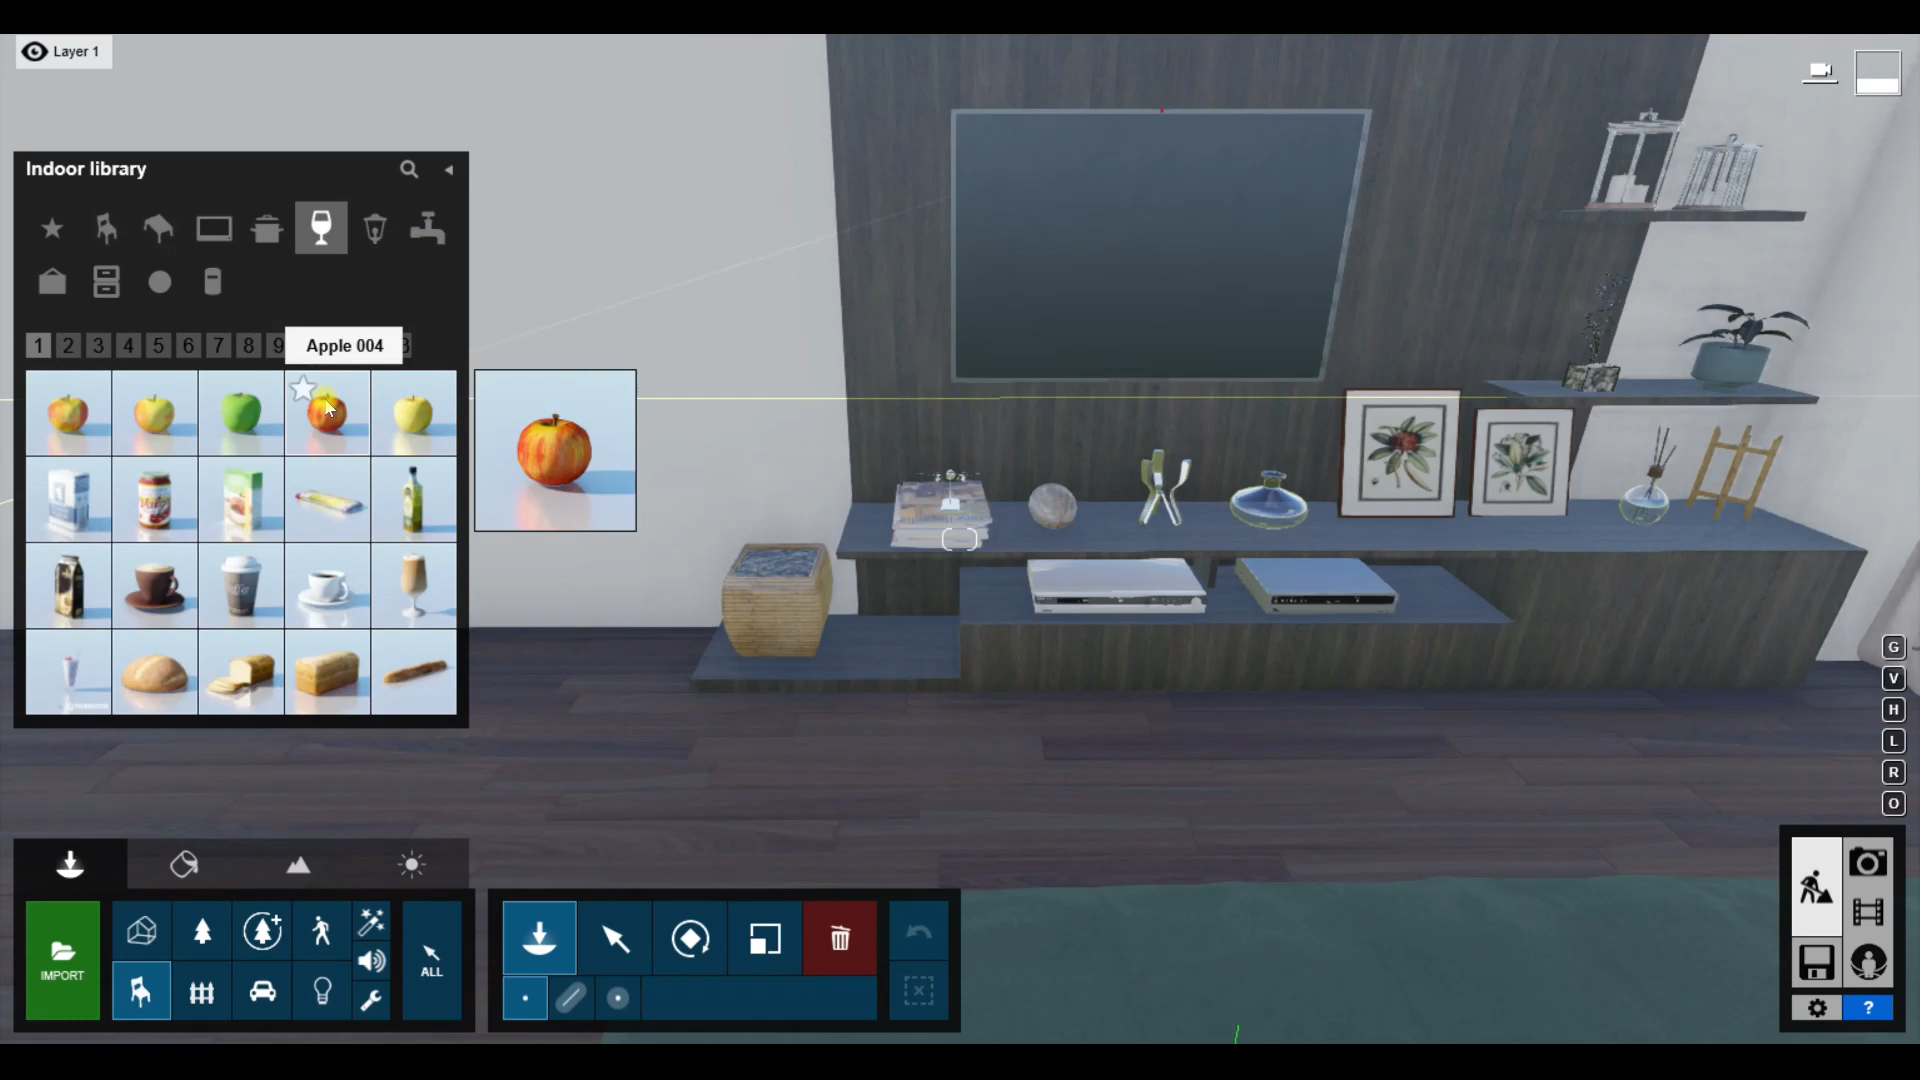 Layer 1
Indoor library
1 2 3 4 5 6 7 8 9
Apple 004
G
V
H
L
R
O
IMPORT
ALL
?